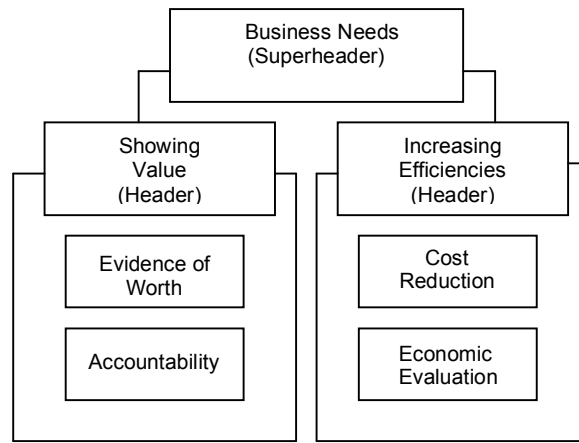 Business Needs
(Superheader)
Showing
Value
(Header)
Increasing
Efficiencies
(Header)
Evidence of
Worth
Cost
Reduction
Accountability
Economic
Evaluation